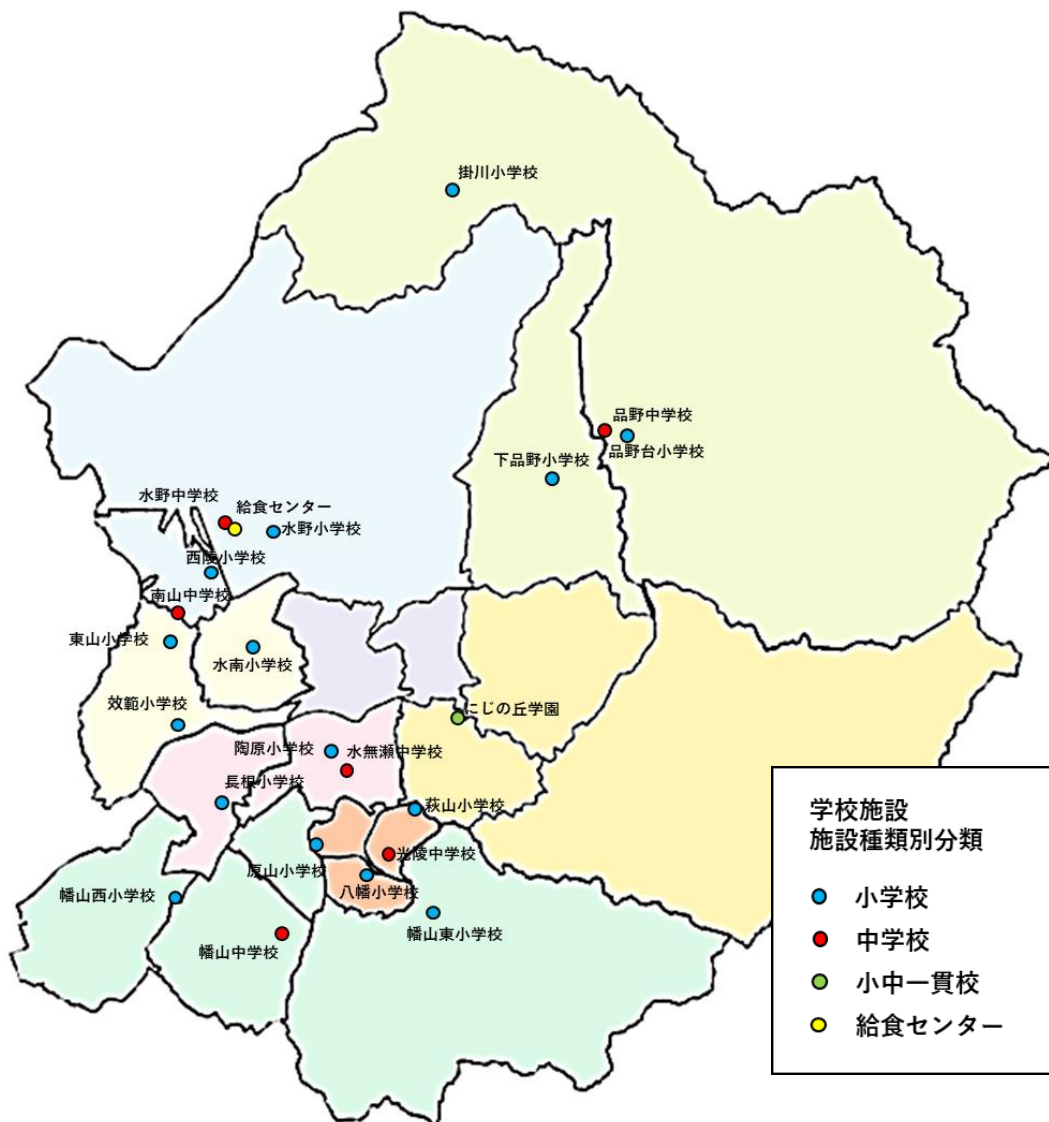 掛川小学校
品野中学校
品野台小学校
下品野小学校
水野中学校
給食センター
水野小学校
西陵小学校
南山中学校
東山小学校
水南小学校
效範小学校
にじの丘学園
陶原小学校
水無瀬中学校
長根小学校
萩山小学校
原山小学校
光陵中学校
八幡小学校
幡山西小学校
幡山東小学校
幡山中学校
学校施設
施設種類別分類
小学校
中学校
小中一貫校
給食センター